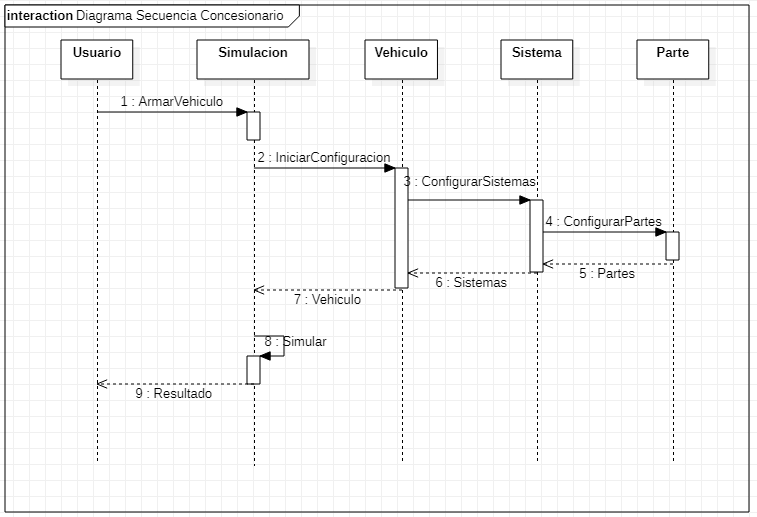 interaction Diagrama Secuencia Concesionario
Usuario
Simulacion
Vehiculo
Sistema
Parte
1 : ArmarVehiculo
2 : IniciarConfiguracion
3 : ConfigurarSistemas
4 : ConfigurarPartes
5 : Partes
6 : Sistemas
7 : Vehiculo
8 : Simular
9 : Resultado